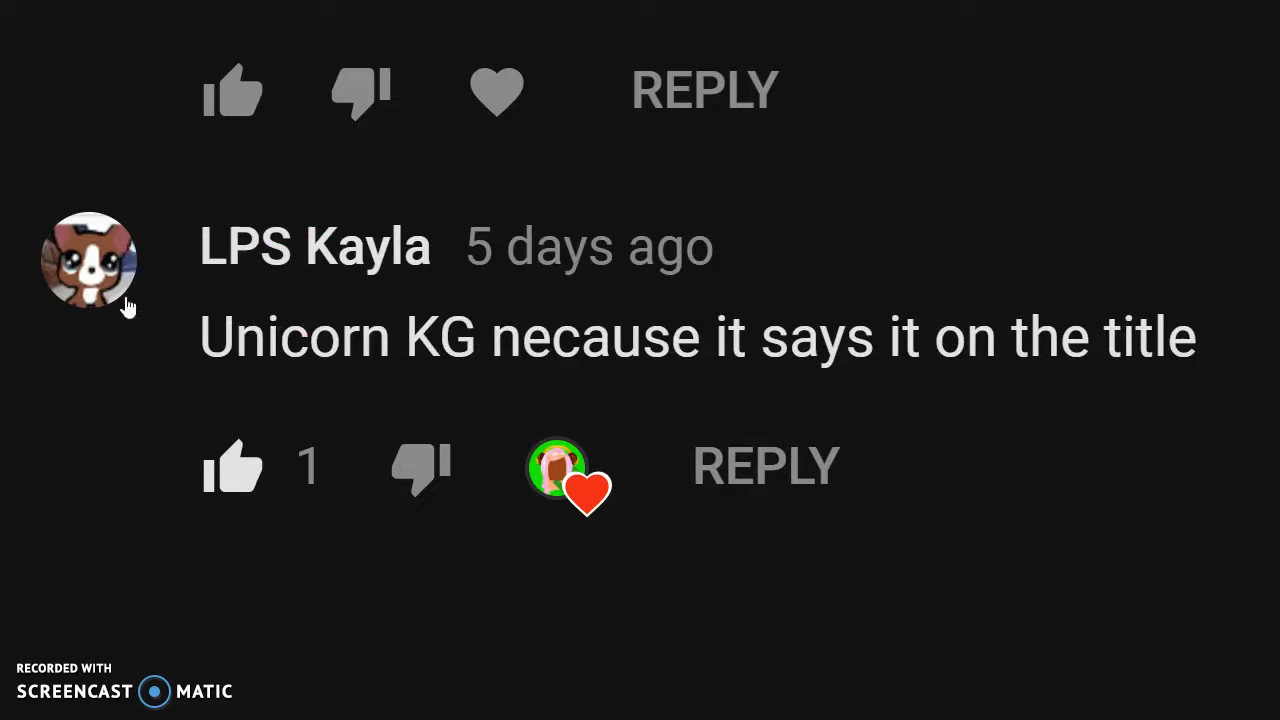 REPLY
LPS Kayla 5 days ago
Unicorn KG necause it says it on the title
1 REPLY
RECORDED WITH
SCREENCAST MATIC